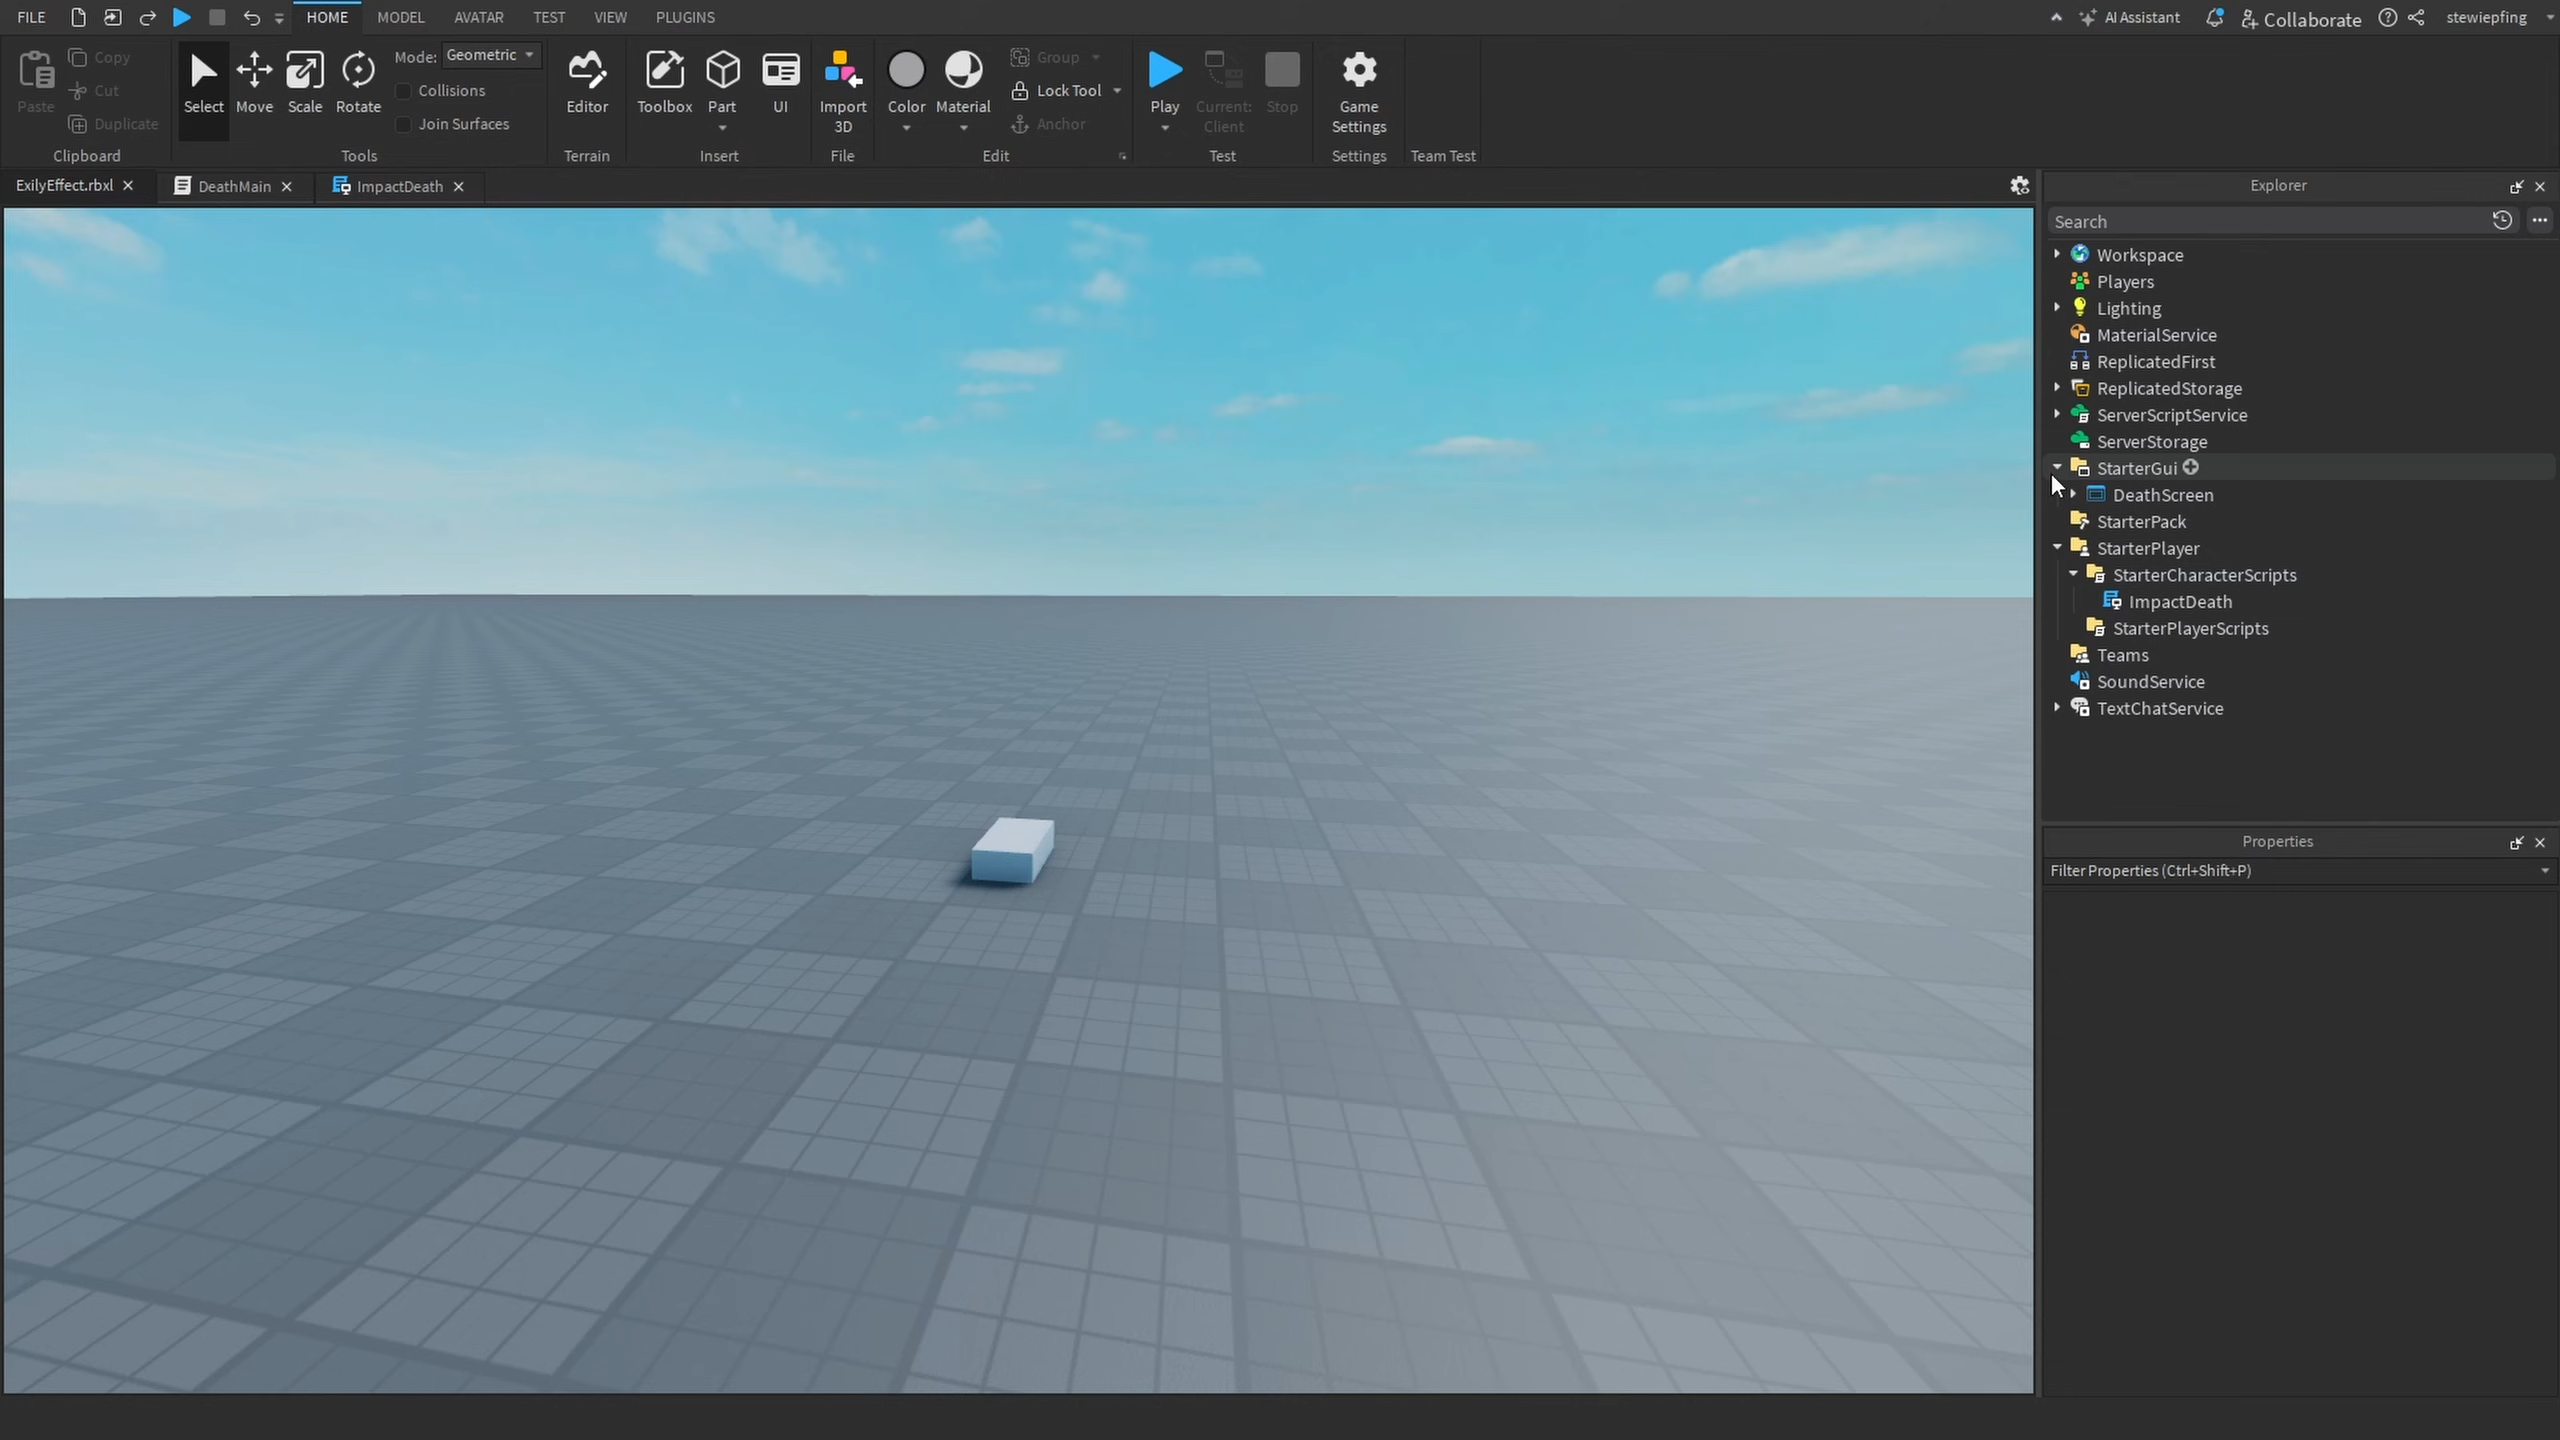 FILE HOME MODEL AVATAR TEST VIEW PLUGINS AI Assistant Collaborate stewiepfing
Paste
Copy
Cut
Duplicate
Clipboard
Select
Move
Scale
Rotate
Mode: Geometric
Collisions
Join Surfaces
Tools
Editor
Terrain
Toolbox
Part
UI
Insert
Import
3D
File
Color
Material
Group
Lock Tool
Anchor
Edit
Play
Current:
Client
Stop
Test
Game
Settings
Settings
Team Test
ExilyEffect.rbxl DeathMain ImpactDeath
Explorer
Search
Workspace
Players
Lighting
MaterialService
ReplicatedFirst
ReplicatedStorage
ServerScriptService
ServerStorage
StarterGui
DeathScreen
StarterPack
StarterPlayer
StarterCharacterScripts
ImpactDeath
StarterPlayerScripts
Teams
SoundService
TextChatService
Properties
Filter Properties (Ctrl+Shift+P)